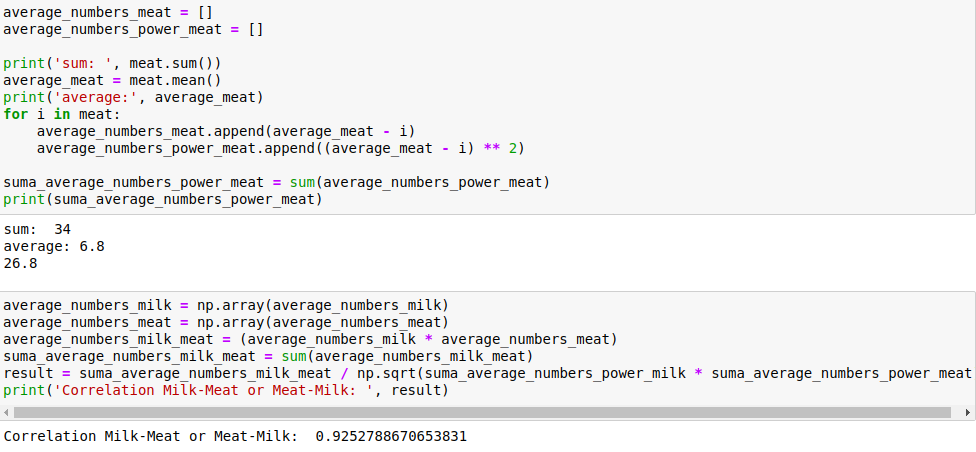 average_numbers_meat = []
average_numbers_power_meat = []
print('sum: ', meat.sum())
average_meat = meat.mean()
print('average:', average_meat)
for i in meat:
    average_numbers_meat.append(average_meat - i)
    average_numbers_power_meat.append((average_meat - i) ** 2)
suma_average_numbers_power_meat = sum(average_numbers_power_meat)
print(suma_average_numbers_power_meat)
sum:  34
average: 6.8
26.8
average_numbers_milk = np.array(average_numbers_milk)
average_numbers_meat = np.array(average_numbers_meat)
average_numbers_milk_meat = (average_numbers_milk * average_numbers_meat)
suma_average_numbers_milk_meat = sum(average_numbers_milk_meat)
result = suma_average_numbers_milk_meat / np.sqrt(suma_average_numbers_power_milk * suma_average_numbers_power_meat
print('Correlation Milk-Meat or Meat-Milk: ', result)
Correlation Milk-Meat or Meat-Milk:  0.9252788670653831